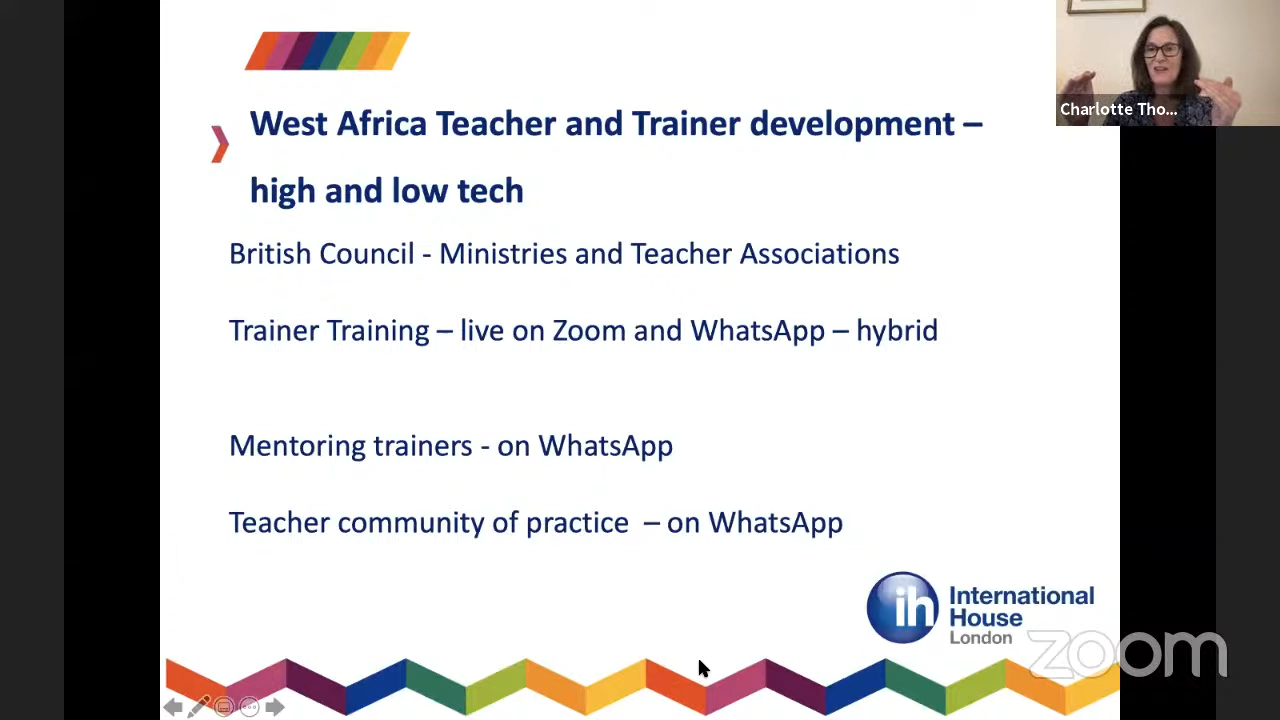 Charlotte Tho...
West Africa Teacher and Trainer development –
high and low tech
British Council - Ministries and Teacher Associations
Trainer Training – live on Zoom and WhatsApp – hybrid
Mentoring trainers - on WhatsApp
Teacher community of practice – on WhatsApp
ih
International
House
London
zoom